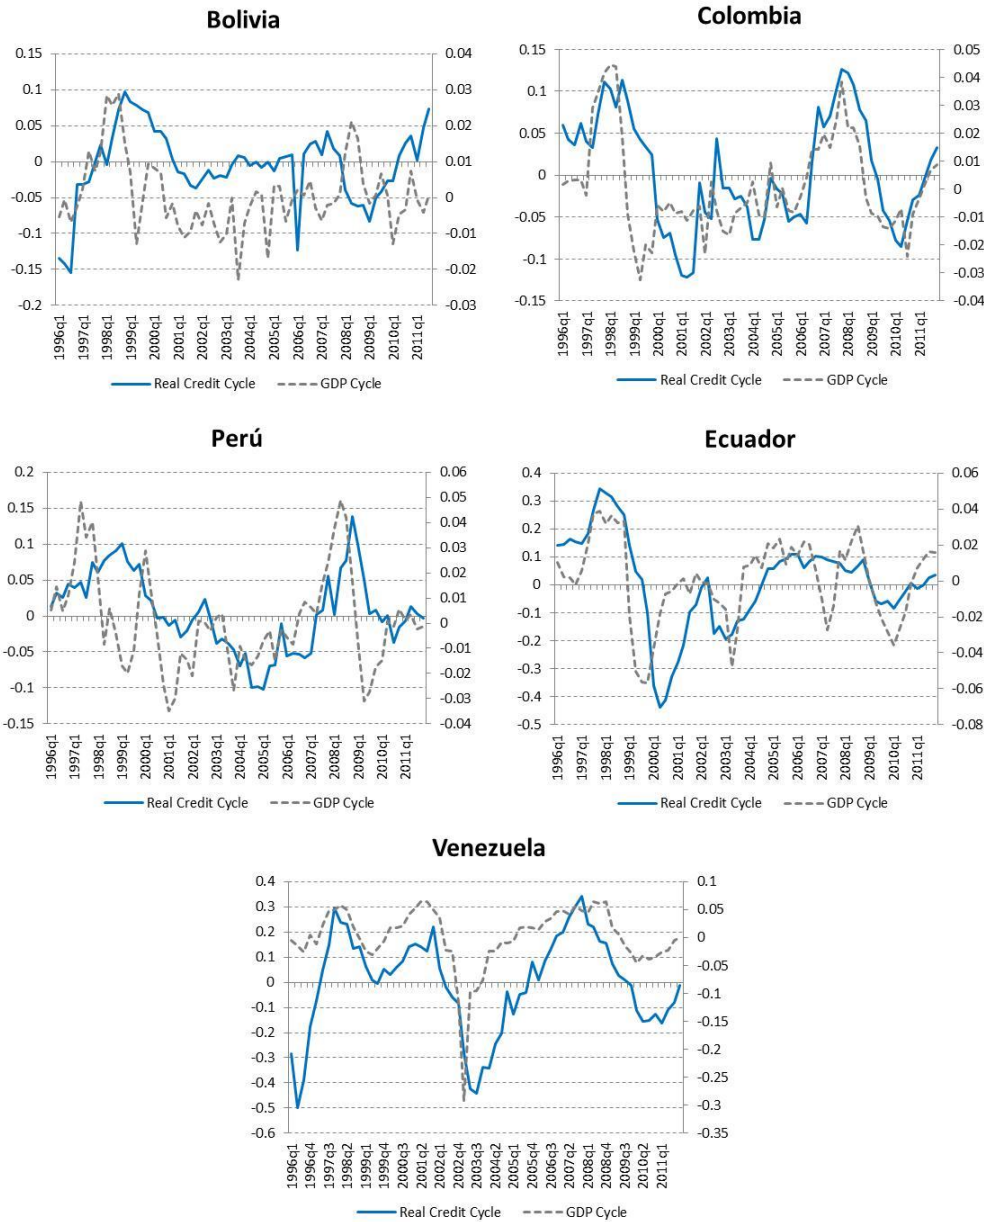 Bolivia
0.15
0.1
0.05
0
-0.05
-0.1
-0.15
-0.2
0.04
0.03
0.02
0.01
0
-0.01
-0.02
-0.03
1996q1
1997q1
1998q1
1999q1
2000q1
2001q1
2002q1
2003q1
2004q1
2005q1
2006q1
2007q1
2008q1
2009q1
2010q1
2011q1
Real Credit Cycle GDP Cycle
Colombia
0.15
0.1
0.05
0
-0.05
-0.1
-0.15
0.05
0.04
0.03
0.02
0.01
0
-0.01
-0.02
-0.03
-0.04
1996q1
1997q1
1998q1
1999q1
2000q1
2001q1
2002q1
2003q1
2004q1
2005q1
2006q1
2007q1
2008q1
2009q1
2010q1
2011q1
Real Credit Cycle GDP Cycle
Perú
0.2
0.15
0.1
0.05
0
-0.05
-0.1
-0.15
0.06
0.05
0.04
0.03
0.02
0.01
0
-0.01
-0.02
-0.03
-0.04
1996q1
1997q1
1998q1
1999q1
2000q1
2001q1
2002q1
2003q1
2004q1
2005q1
2006q1
2007q1
2008q1
2009q1
2010q1
2011q1
Real Credit Cycle GDP Cycle
Ecuador
0.4
0.3
0.2
0.1
0
-0.1
-0.2
-0.3
-0.4
-0.5
0.06
0.04
0.02
0
-0.02
-0.04
-0.06
-0.08
1996q1
1997q1
1998q1
1999q1
2000q1
2001q1
2002q1
2003q1
2004q1
2005q1
2006q1
2007q1
2008q1
2009q1
2010q1
2011q1
Real Credit Cycle GDP Cycle
Venezuela
0.4
0.3
0.2
0.1
0
-0.1
-0.2
-0.3
-0.4
-0.5
-0.6
0.1
0.05
0
-0.05
-0.1
-0.15
-0.2
-0.25
-0.3
-0.35
1996q1
1996q4
1997q3
1998q2
1999q1
1999q4
2000q3
2001q2
2002q1
2002q4
2003q3
2004q2
2005q1
2005q4
2006q3
2007q2
2008q1
2008q4
2009q3
2010q2
2011q1
Real Credit Cycle GDP Cycle